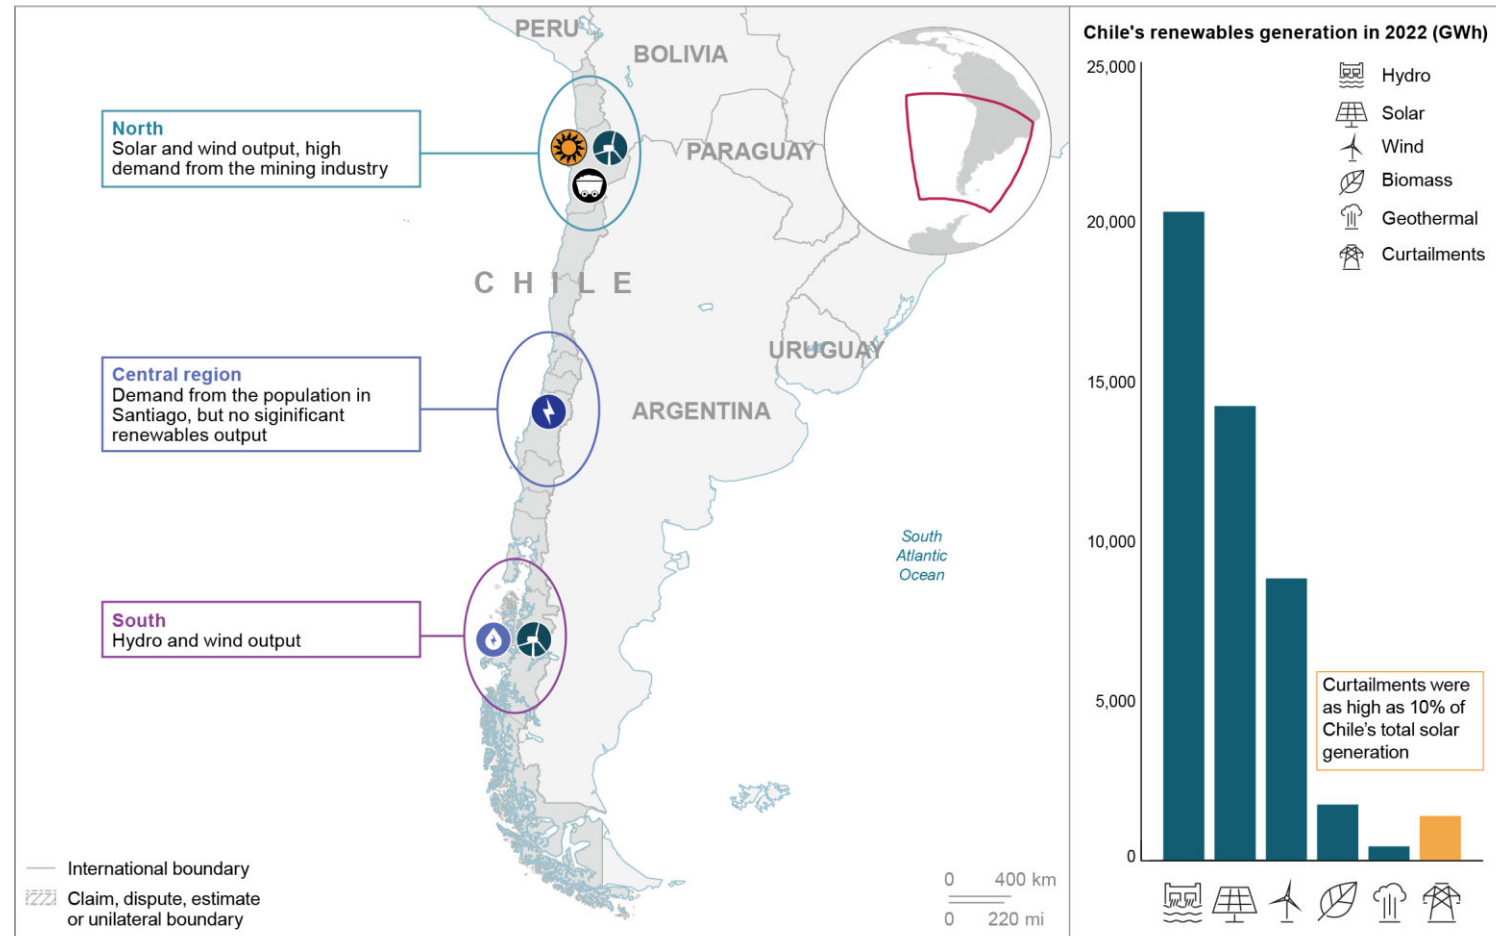 PERU
BOLIVIA
PARAGUAY
CHILE
URUGUAY
ARGENTINA
South
Atlantic
Ocean
North
Solar and wind output, high
demand from the mining industry
Central region
Demand from the population in
Santiago, but no siginificant
renewables output
South
Hydro and wind output
International boundary
Claim, dispute, estimate
or unilateral boundary
0 400 km
0 220 mi
Chile's renewables generation in 2022 (GWh)
25,000
20,000
15,000
10,000
5,000
0
Hydro
Solar
Wind
Biomass
Geothermal
Curtailments
Curtailments were
as high as 10% of
Chile’s total solar
generation